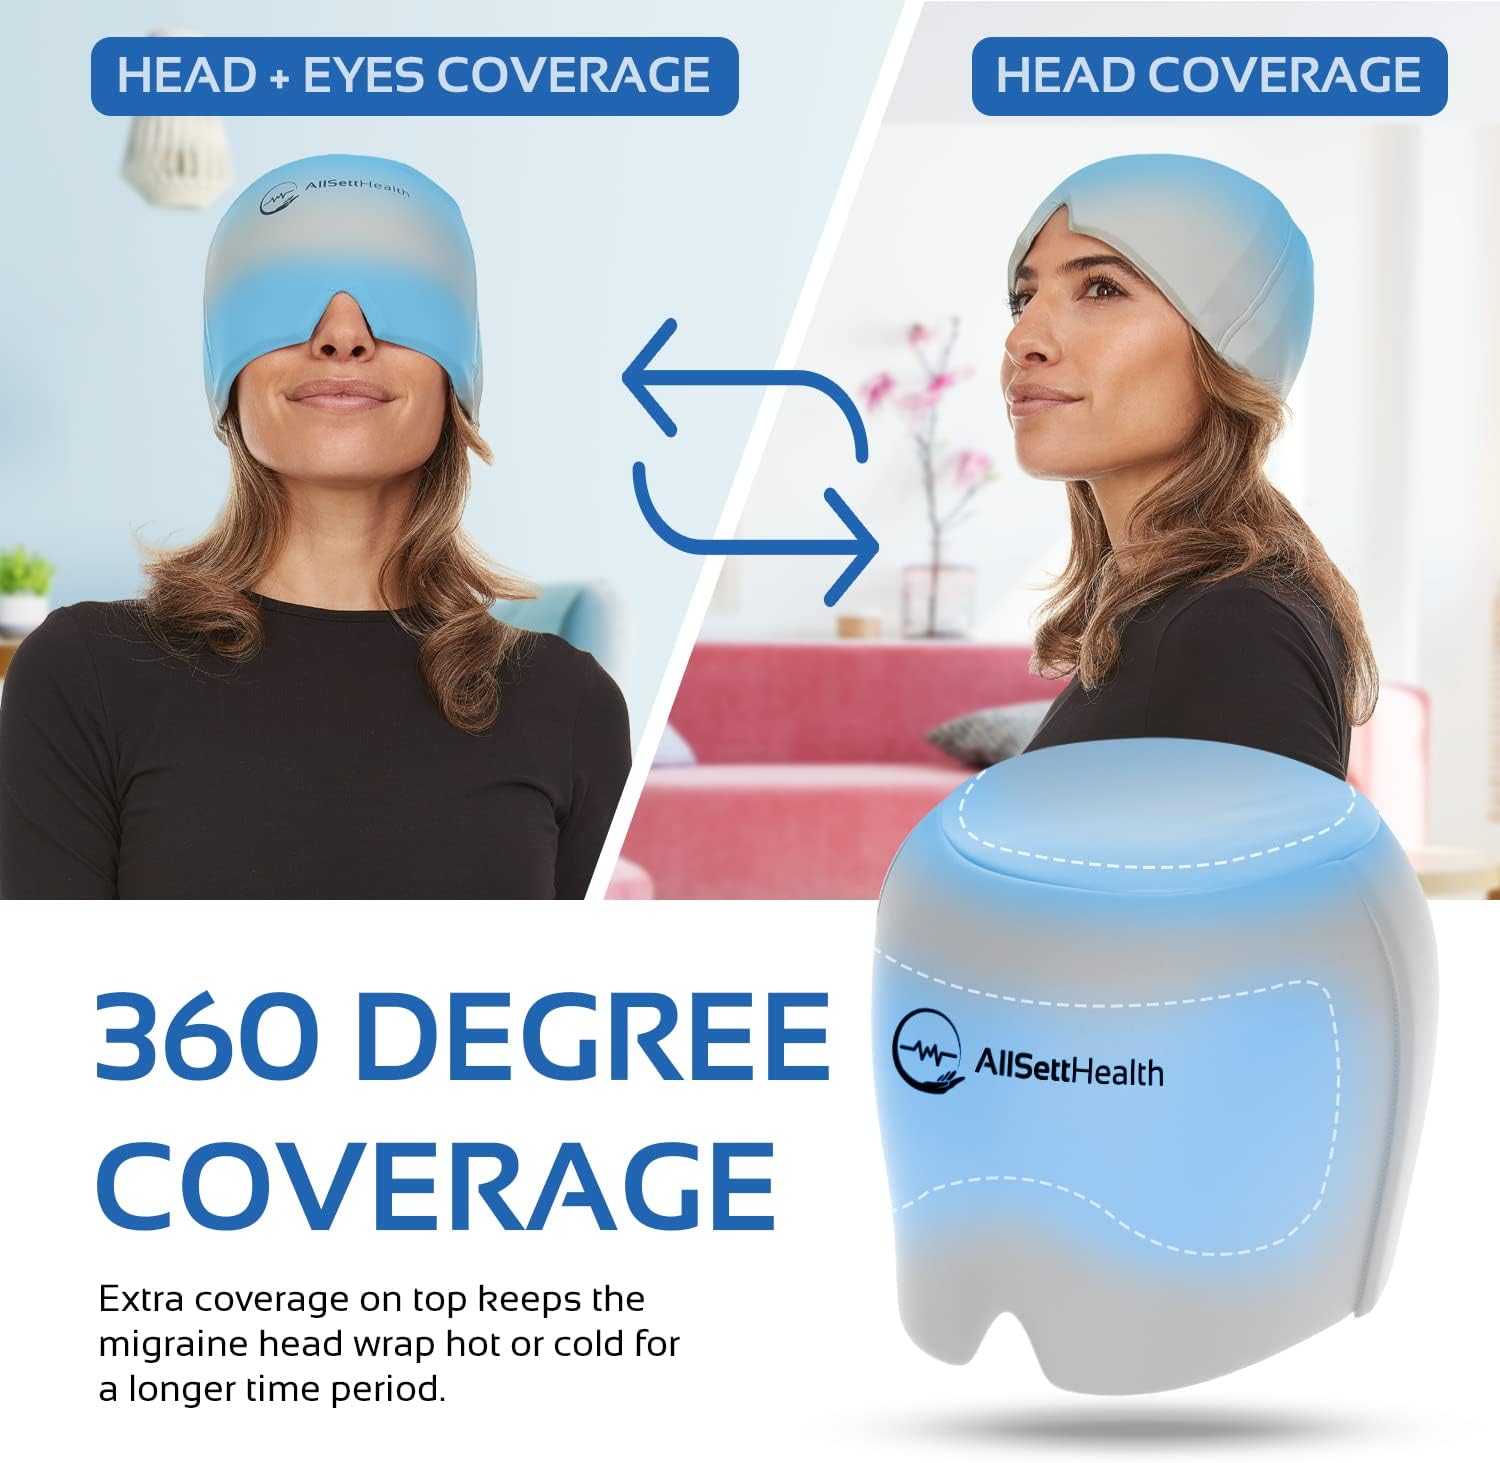 HEAD + EYES COVERAGE
HEAD COVERAGE
AllSettHealth
360 DEGREE
COVERAGE
Extra coverage on top keeps the
migraine head wrap hot or cold for
a longer time period.
AllSettHealth